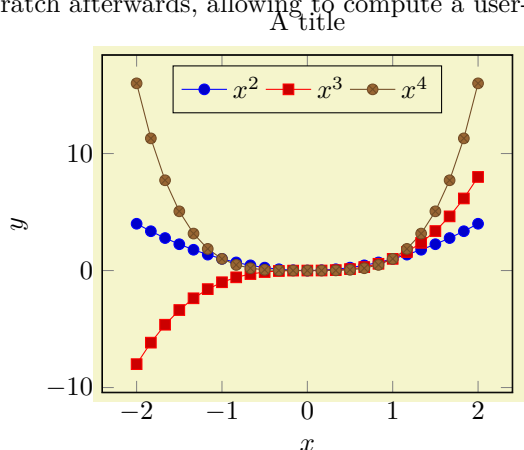 ratch afterwards, allowing to compute a user-
A title
x² x³ x⁴
10
0
−10
y
−2 −1 0 1 2
x